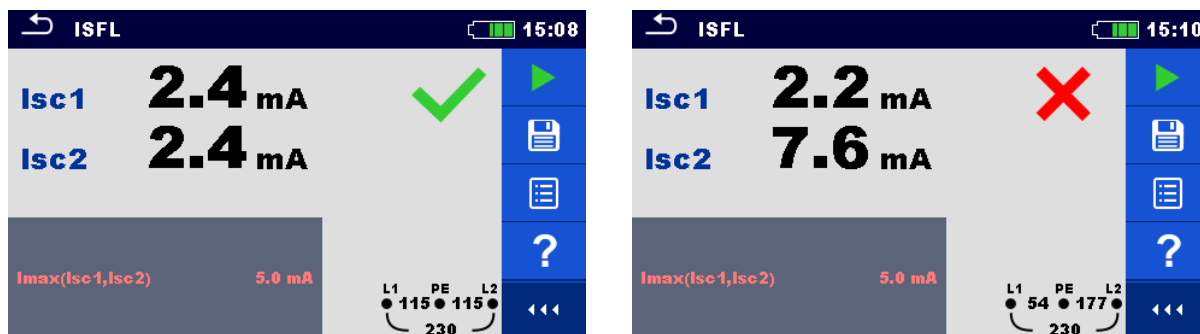 ISFL 15:08
Isc1 2.4 mA
Isc2 2.4 mA
?
Imax(Isc1,Isc2) 5.0 mA
L1 PE L2
115 115
230
ISFL 15:10
Isc1 2.2 mA
Isc2 7.6 mA
?
Imax(Isc1,Isc2) 5.0 mA
L1 PE L2
54 177
230